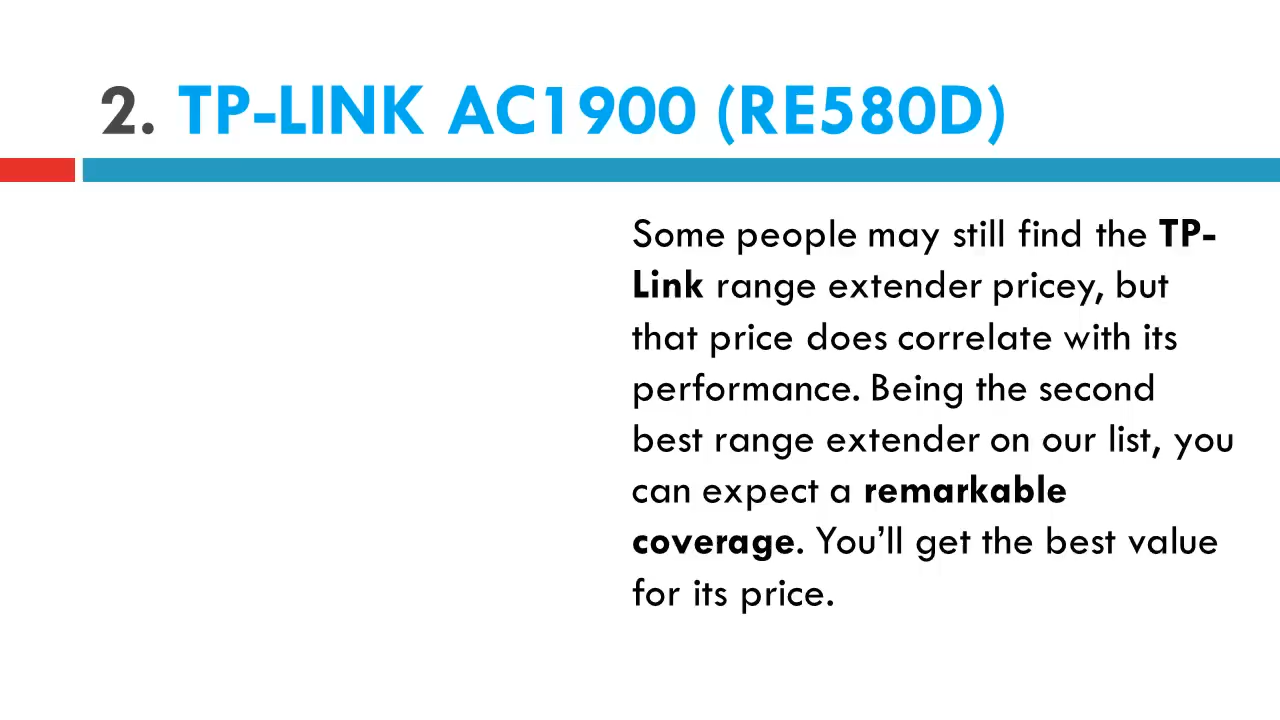 2. TP-LINK AC1900 (RE580D)
Some people may still find the TP-
Link range extender pricey, but
that price does correlate with its
performance. Being the second
best range extender on our list, you
can expect a remarkable
coverage. You’ll get the best value
for its price.